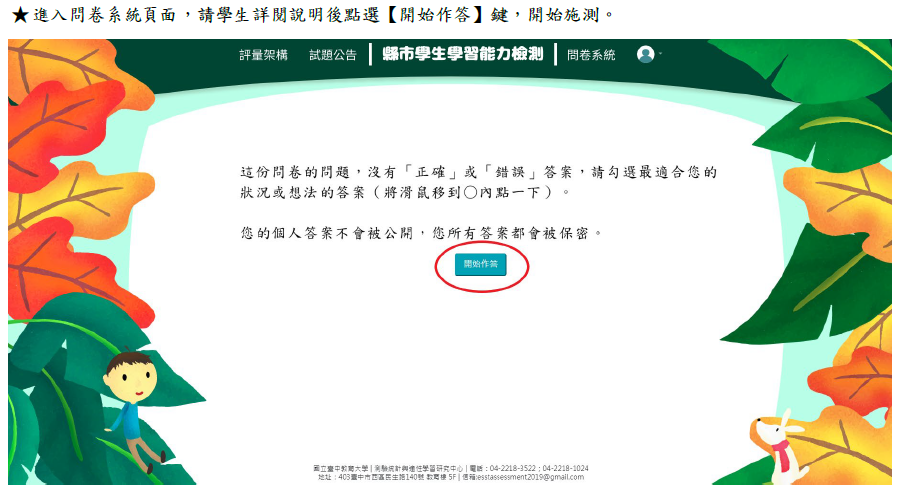 ★進入問卷系統頁面，請學生詳閱說明後點選【開始作答】鍵，開始施測。
評量架構 試題公告 縣市學生學習能力檢測 問卷系統
這份問卷的問題，沒有「正確」或「錯誤」答案，請勾選最適合您的
狀況或想法的答案（將滑鼠移到○內點一下）。
您的個人答案不會被公開，您所有答案都會被保密。
開始作答
國立臺中教育大學 | 測驗統計與適性學習研究中心 | 電話：04-2218-3522；04-2218-1024
地址：403臺中市西區民生路140號 教育樓 5F | 信箱:esstassessment2019@gmail.com